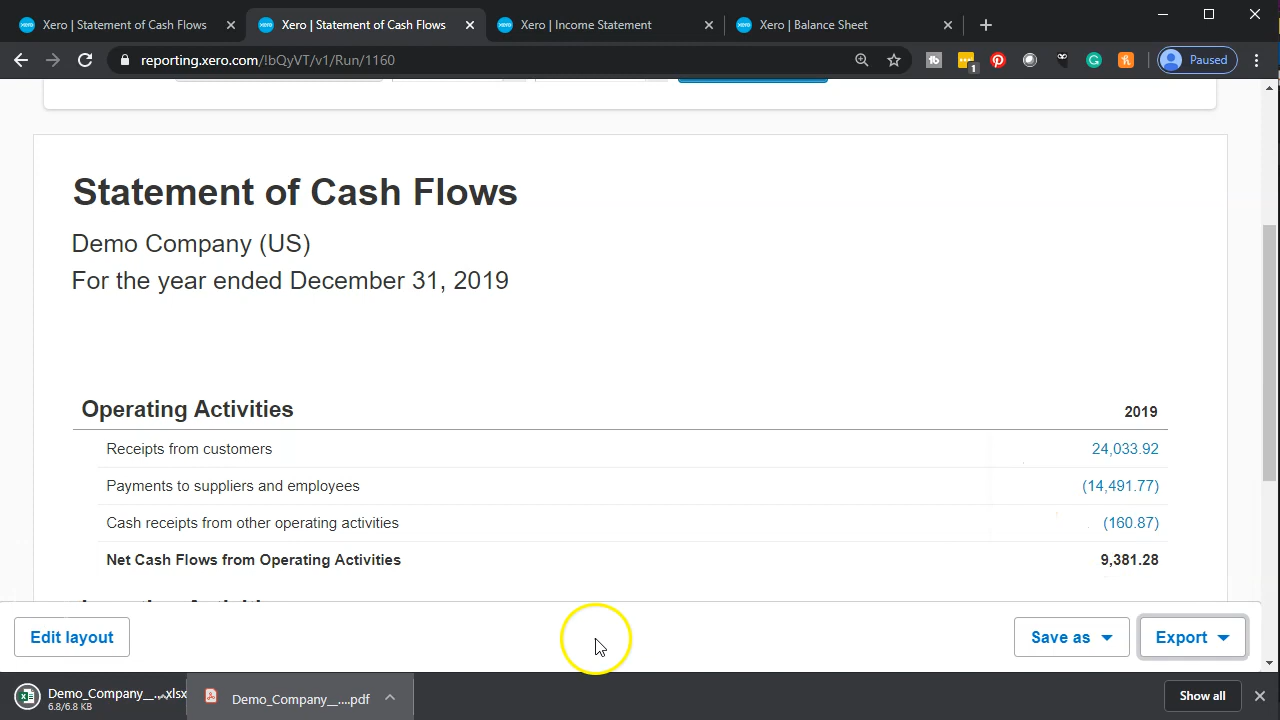 Xero | Statement of Cash Flows
Xero | Statement of Cash Flows
Xero | Income Statement
Xero | Balance Sheet
reporting.xero.com/!bQyVT/v1/Run/1160
1
Paused
Statement of Cash Flows
Demo Company (US)
For the year ended December 31, 2019
Operating Activities 2019
Receipts from customers 24,033.92
Payments to suppliers and employees (14,491.77)
Cash receipts from other operating activities (160.87)
Net Cash Flows from Operating Activities 9,381.28
Edit layout
Save as
Export
Demo_Company__....xlsx
6.8/6.8 KB
Demo_Company__....pdf
Show all